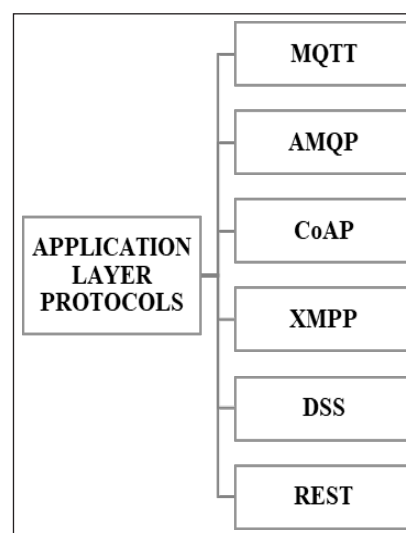 APPLICATION
LAYER
PROTOCOLS
MQTT
AMQP
CoAP
XMPP
DSS
REST